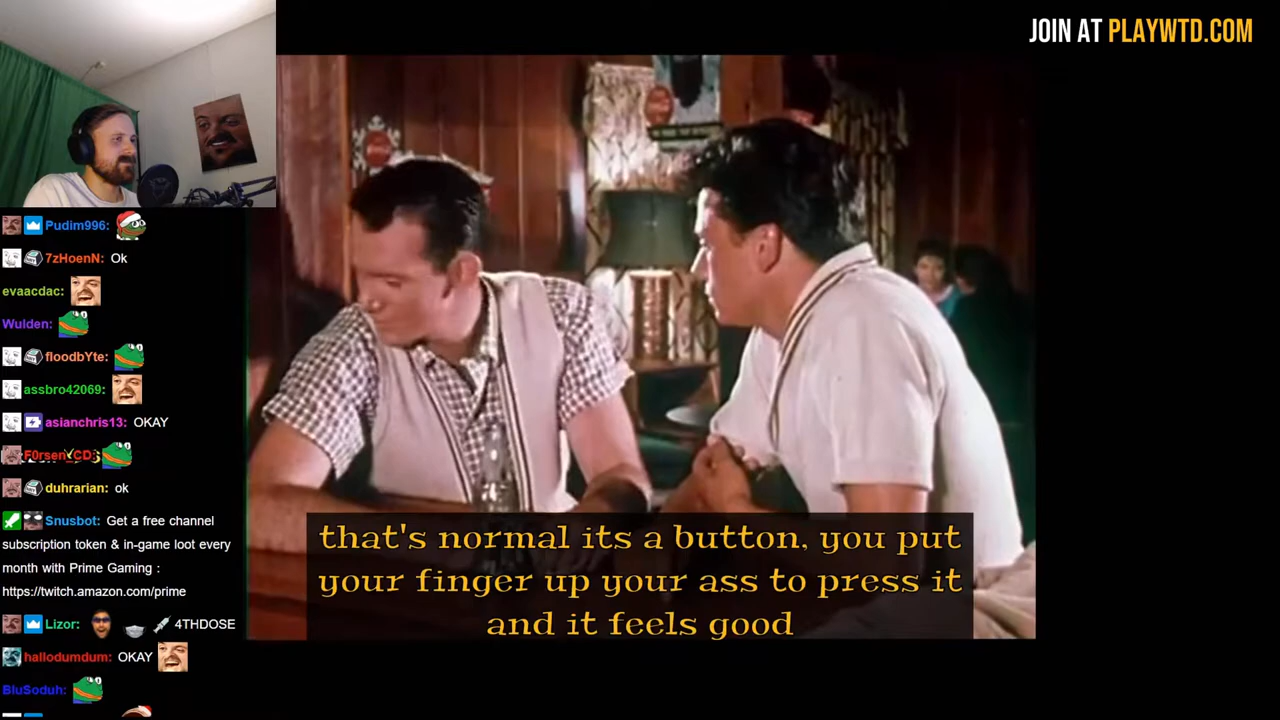 JOIN AT PLAYWTD.COM
Pudim996:
7zHoenN: Ok
evaacdac:
Wulden:
floodbYte:
assbro42069:
asianchris13: OKAY
F0rsen_CD:
duhrarian: ok
Snusbot: Get a free channel
subscription token & in-game loot every
month with Prime Gaming :
https://twitch.amazon.com/prime
Lizor: 4THDOSE
hallodumdum: OKAY
BluSoduh:
that's normal its a button, you put
your finger up your ass to press it
and it feels good